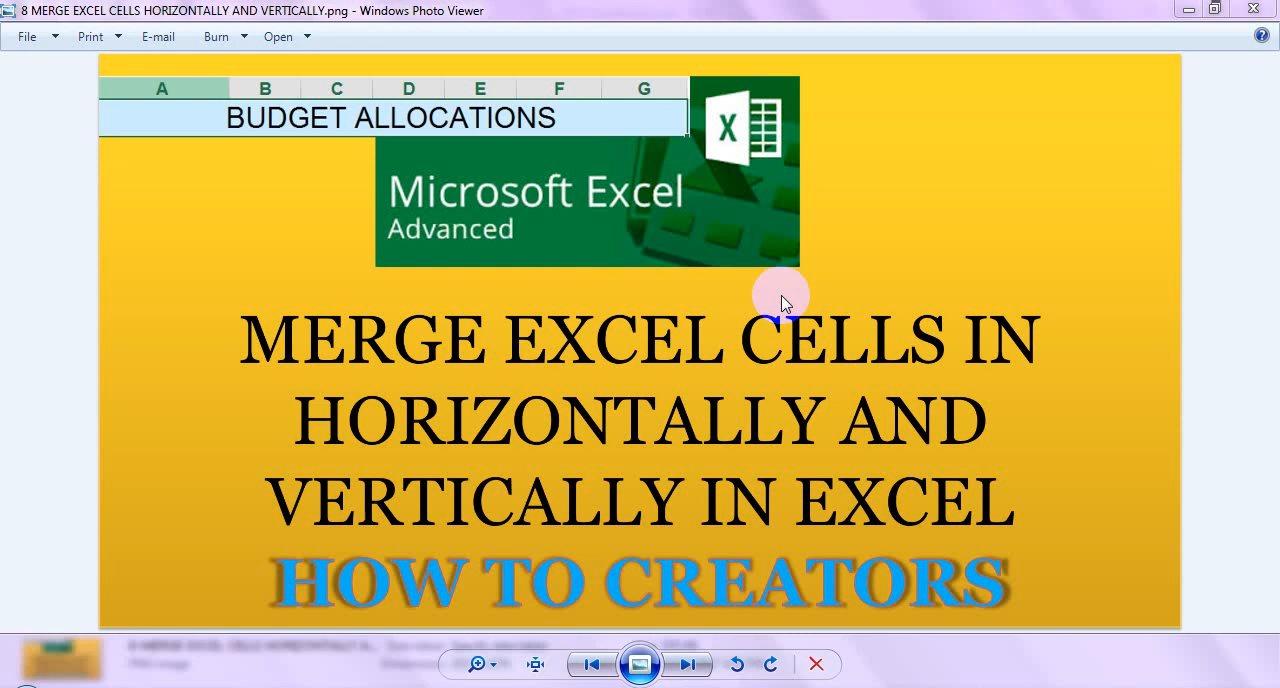 8 MERGE EXCEL CELLS HORIZONTALLY AND VERTICALLY.png - Windows Photo Viewer
File Print E-mail Burn Open
A B C D E F G
BUDGET ALLOCATIONS
X
Microsoft Excel
Advanced
MERGE EXCEL CELLS IN
HORIZONTALLY AND
VERTICALLY IN EXCEL
HOW TO CREATORS